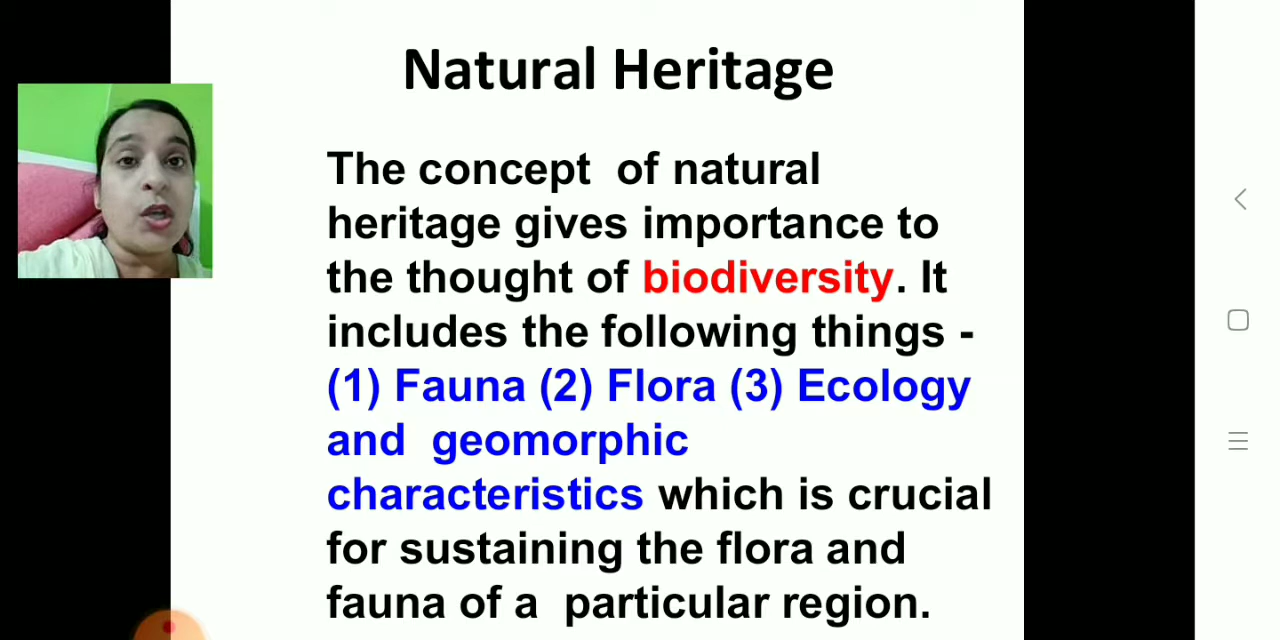 Natural Heritage
The concept of natural
heritage gives importance to
the thought of biodiversity. It
includes the following things -
(1) Fauna (2) Flora (3) Ecology
and geomorphic
characteristics which is crucial
for sustaining the flora and
fauna of a particular region.